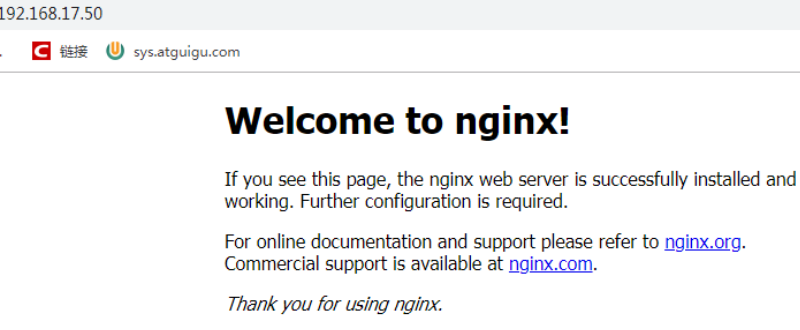 192.168.17.50
链接 sys.atguigu.com
Welcome to nginx!
If you see this page, the nginx web server is successfully installed and
working. Further configuration is required.
For online documentation and support please refer to nginx.org.
Commercial support is available at nginx.com.
Thank you for using nginx.